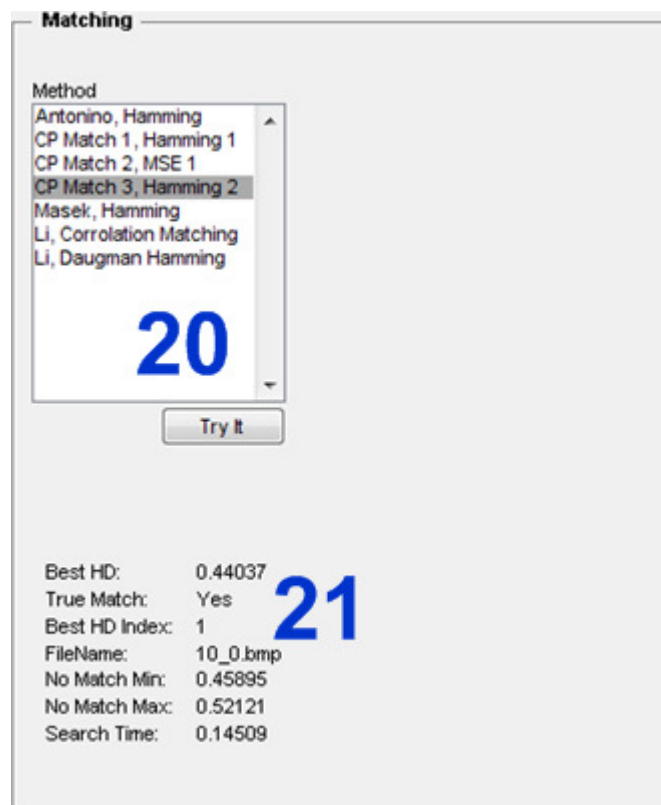 Matching
Method
Antonino, Hamming
CP Match 1, Hamming 1
CP Match 2, MSE 1
CP Match 3, Hamming 2
Masek, Hamming
Li, Corrolation Matching
Li, Daugman Hamming
20
Try It
Best HD: 0.44037
True Match: Yes
21
Best HD Index: 1
FileName: 10_0.bmp
No Match Min: 0.45895
No Match Max: 0.52121
Search Time: 0.14509